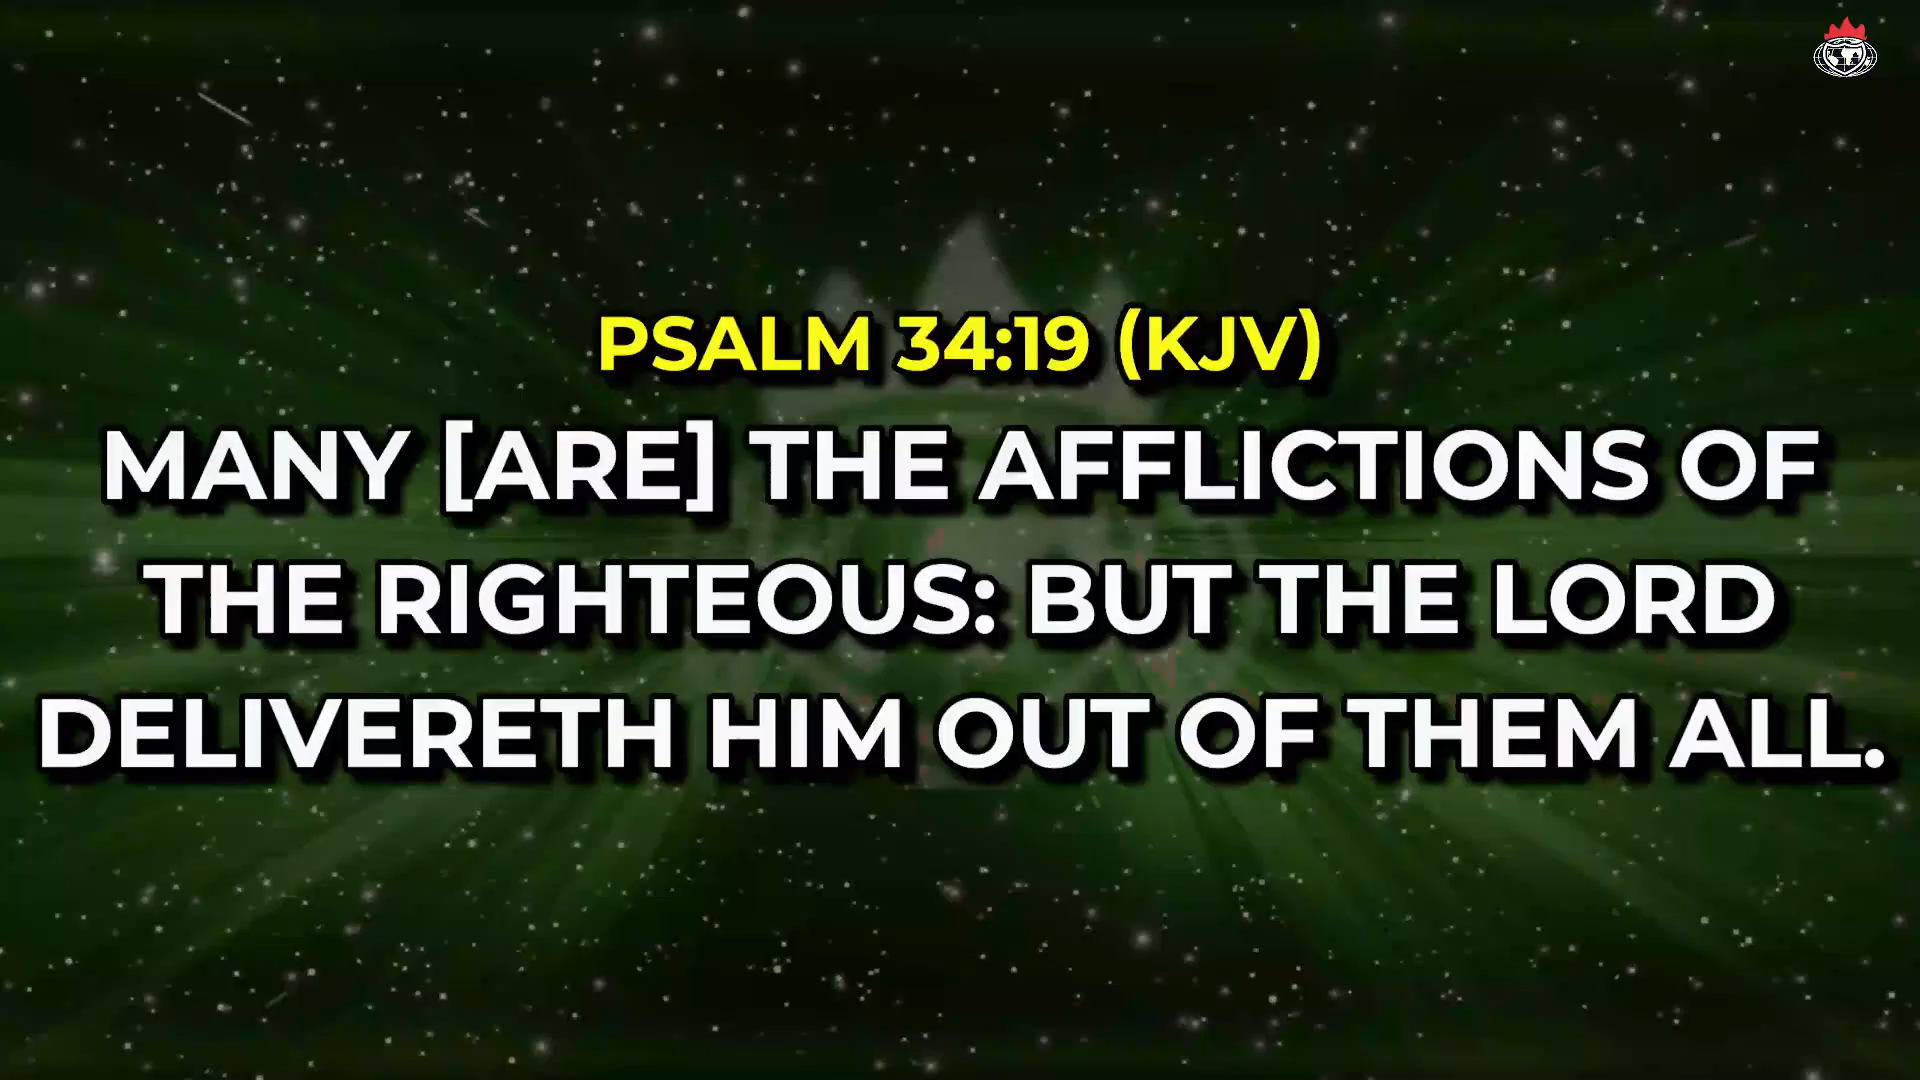 PSALM 34:19 (KJV)
MANY [ARE] THE AFFLICTIONS OF
THE RIGHTEOUS: BUT THE LORD
DELIVERETH HIM OUT OF THEM ALL.